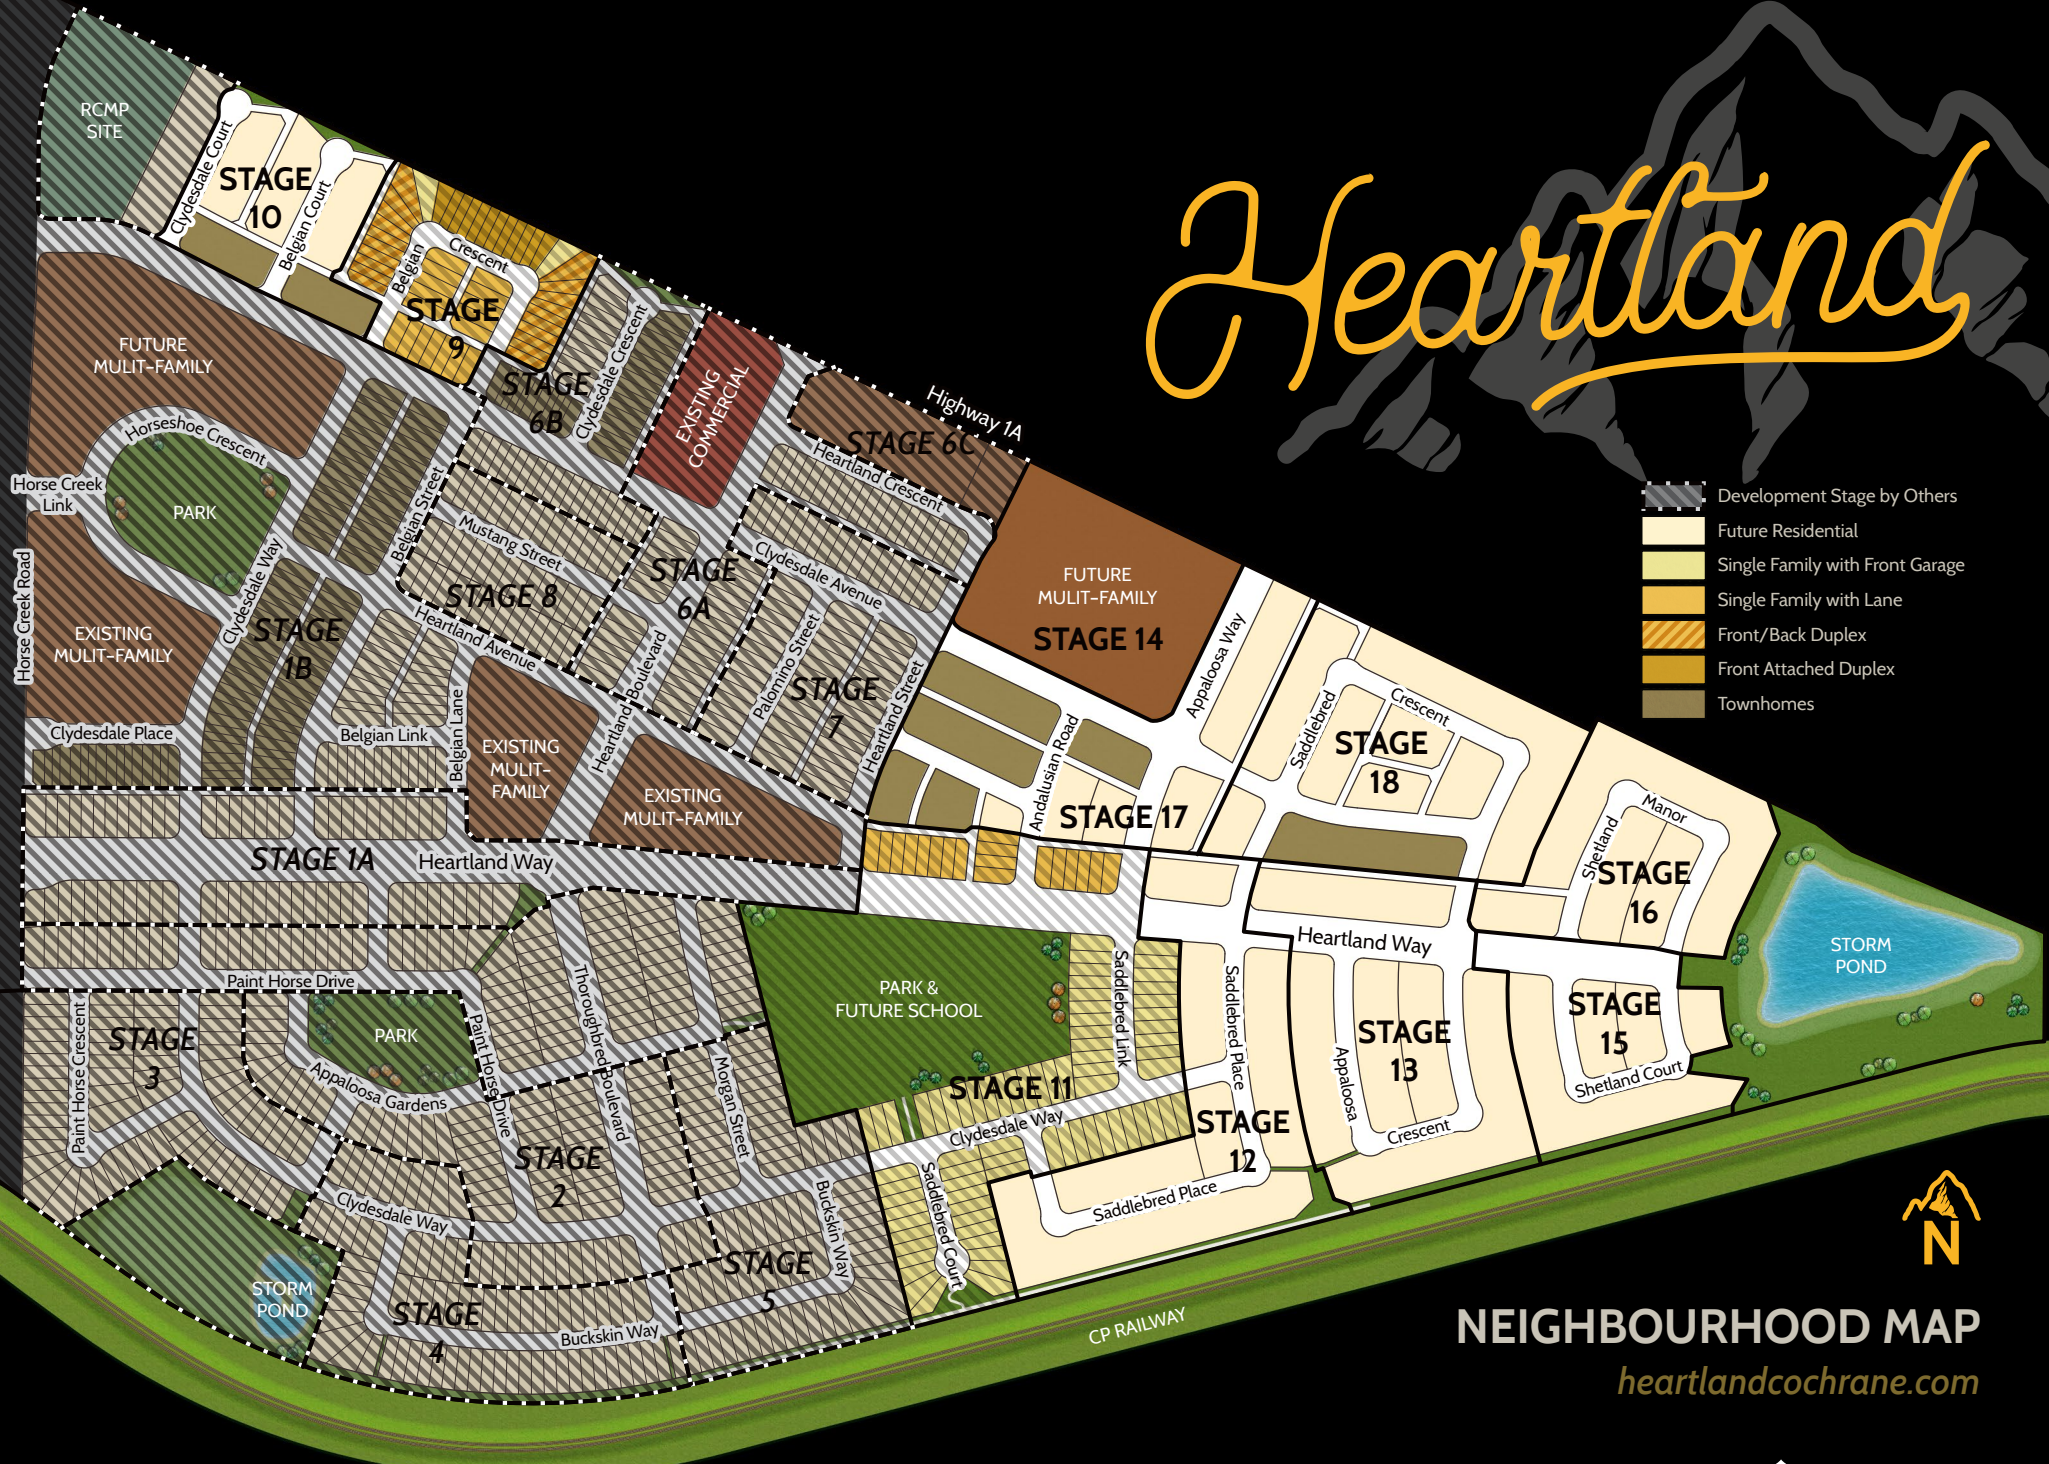 Heartland
RCMP
SITE
Clydesdale Court
STAGE
10
Belgian Court
Belgian
Crescent
STAGE
9
STAGE
6B
Clydesdale Crescent
EXISTING
COMMERCIAL
Highway 1A
STAGE 6C
Heartland Crescent
FUTURE
MULIT-FAMILY
Horseshoe Crescent
Horse Creek
Link
PARK
Belgian Street
Mustang Street
STAGE 8
STAGE
6A
Clydesdale Avenue
FUTURE
MULIT-FAMILY
STAGE 14
Horse Creek Road
EXISTING
MULIT-FAMILY
Clydesdale Way
STAGE
1B
Heartland Avenue
Heartland Boulevard
Palomino Street
STAGE
7
Heartland Street
Appaloosa Way
Saddlebred
Crescent
STAGE
18
Clydesdale Place
Belgian Link
Belgian Lane
EXISTING
MULIT-
FAMILY
EXISTING
MULIT-FAMILY
Andalusian Road
STAGE 17
Shetland
Manor
STAGE
16
STAGE 1A
Heartland Way
Heartland Way
STORM
POND
Paint Horse Drive
PARK &
FUTURE SCHOOL
Saddlebred Link
Saddlebred Place
STAGE
13
Appaloosa
Crescent
STAGE
15
Shetland Court
Paint Horse Crescent
STAGE
3
PARK
Appaloosa Gardens
Paint Horse Drive
Thoroughbred Boulevard
Morgan Street
STAGE 11
Clydesdale Way
STAGE
12
Saddlebred Place
STAGE
2
Clydesdale Way
Buckskin Way
Saddlebred Court
STORM
POND
STAGE
4
STAGE
5
Buckskin Way
CP RAILWAY
Development Stage by Others
Future Residential
Single Family with Front Garage
Single Family with Lane
Front/Back Duplex
Front Attached Duplex
Townhomes
N
NEIGHBOURHOOD MAP
heartlandcochrane.com